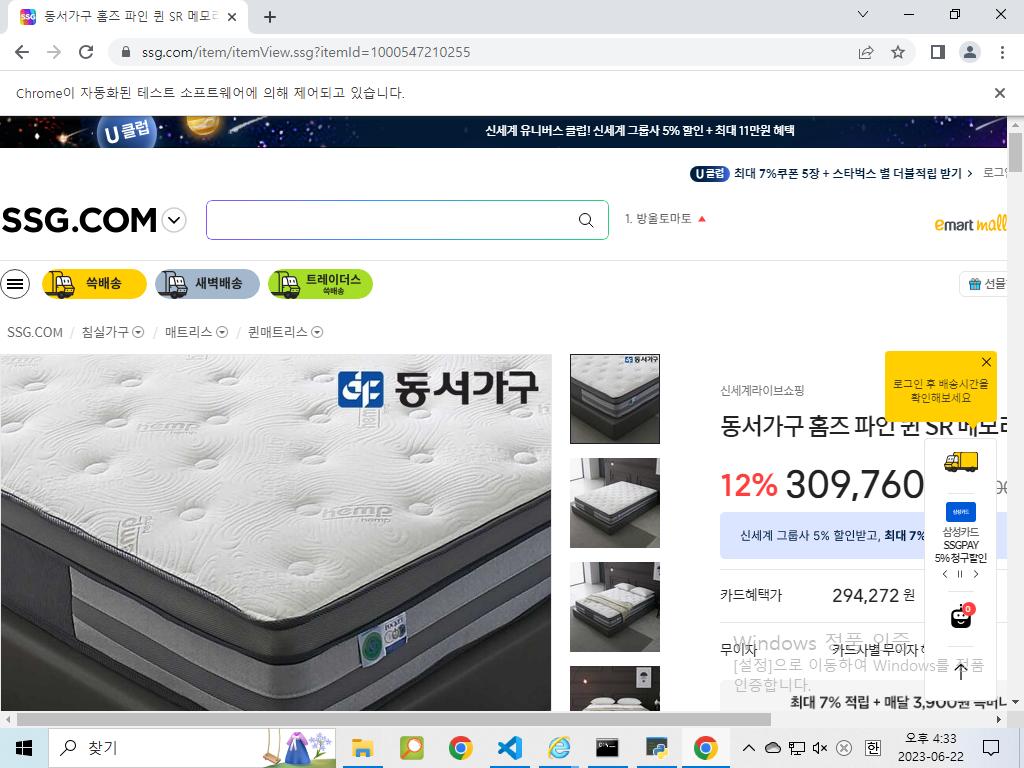 동서가구 홈즈 파인 퀸 SR 메모리
ssg.com/item/itemView.ssg?itemId=1000547210255
Chrome이 자동화된 테스트 소프트웨어에 의해 제어되고 있습니다.
U 클럽
신세계 유니버스 클럽! 신세계 그룹사 5% 할인 + 최대 11만원 혜택
U 클럽 최대 7%쿠폰 5장 + 스타벅스 별 더블적립 받기 > 로그인
SSG.COM
1. 방울토마토
emart mall
쓱배송
새벽배송
트레이더스
쓱배송
선물
SSG.COM / 침실가구 / 매트리스 / 퀸매트리스
동서가구
hemp
hemp
동서가구
신세계라이브쇼핑
로그인 후 배송시간을
확인해보세요
동서가구 홈즈 파인 퀸 SR 메모리
12% 309,760
신세계 그룹사 5% 할인받고, 최대 7%
삼성카드
삼성카드
SSGPAY
5% 청구할인
카드혜택가 294,272 원
0
무이자 카드사별 무이자
Windows 정품 인증
[설정]으로 이동하여 Windows를 정품
인증합니다.
최대 7% 적립 + 매달 3,900원
찾기
한
오후 4:33
2023-06-22